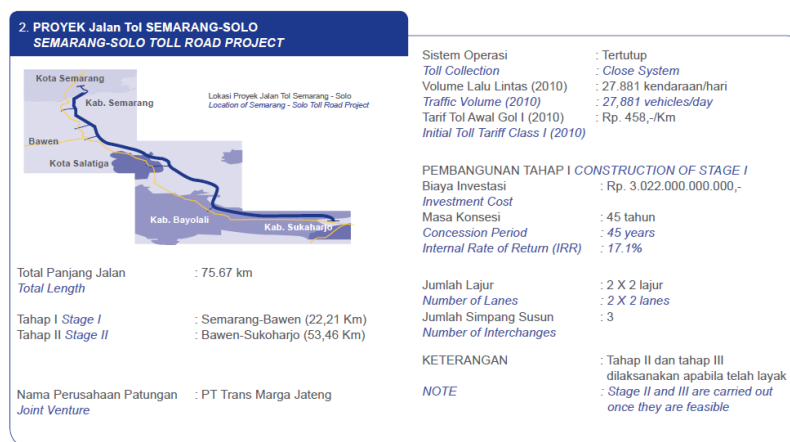 2. PROYEK Jalan Tol SEMARANG-SOLO
SEMARANG-SOLO TOLL ROAD PROJECT
Kota Semarang
Kab. Semarang
Bawen
Kota Salatiga
Kab. Bayolali
Kab. Sukaharjo
Lokasi Proyek Jalan Tol Semarang - Solo
Location of Semarang - Solo Toll Road Project
Total Panjang Jalan : 75.67 km
Total Length
Tahap I Stage I : Semarang-Bawen (22,21 Km)
Tahap II Stage II : Bawen-Sukoharjo (53,46 Km)
Nama Perusahaan Patungan : PT Trans Marga Jateng
Joint Venture
Sistem Operasi : Tertutup
Toll Collection : Close System
Volume Lalu Lintas (2010) : 27.881 kendaraan/hari
Traffic Volume (2010) : 27,881 vehicles/day
Tarif Tol Awal Gol I (2010) : Rp. 458,-/Km
Initial Toll Tariff Class I (2010)
PEMBANGUNAN TAHAP I CONSTRUCTION OF STAGE I
Biaya Investasi : Rp. 3.022.000.000.000,-
Investment Cost
Masa Konsesi : 45 tahun
Concession Period : 45 years
Internal Rate of Return (IRR) : 17.1%
Jumlah Lajur : 2 X 2 lajur
Number of Lanes : 2 X 2 lanes
Jumlah Simpang Susun : 3
Number of Interchanges
KETERANGAN : Tahap II dan tahap III
dilaksanakan apabila telah layak
NOTE : Stage II and III are carried out
once they are feasible